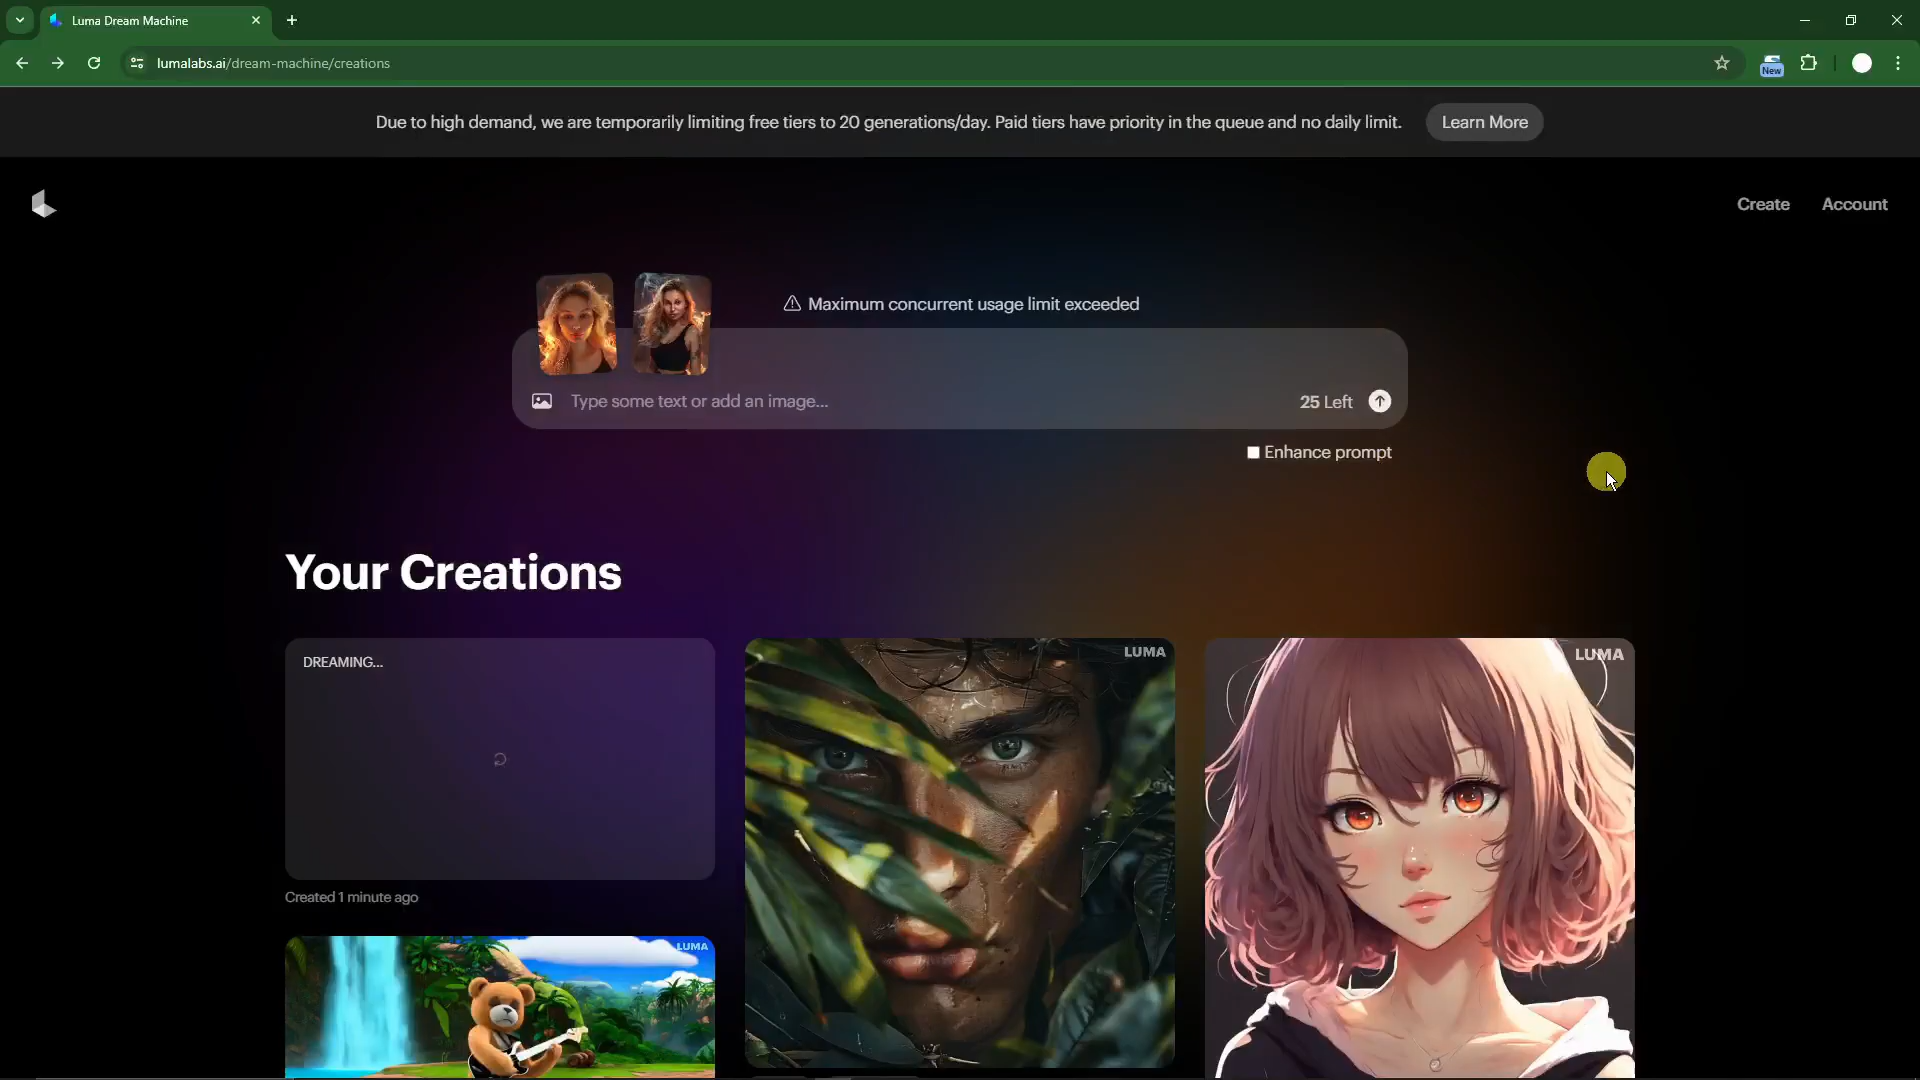 Luma Dream Machine
lumalabs.ai/dream-machine/creations
New
Due to high demand, we are temporarily limiting free tiers to 20 generations/day. Paid tiers have priority in the queue and no daily limit.
Learn More
Create
Account
Maximum concurrent usage limit exceeded
Type some text or add an image...
25 Left
Enhance prompt
Your Creations
DREAMING...
LUMA
LUMA
Created 1 minute ago
LUMA